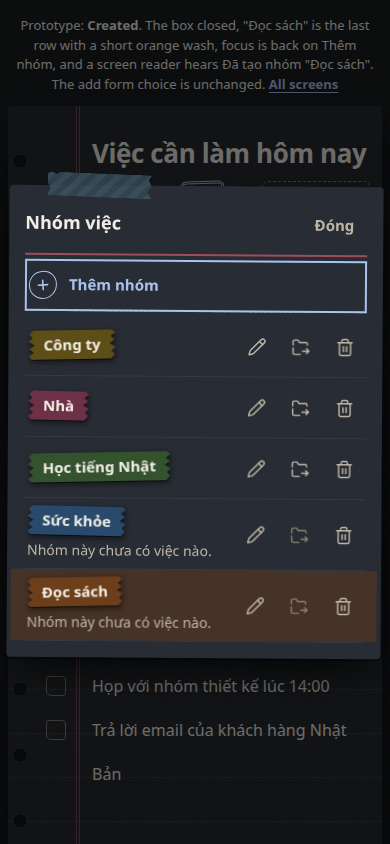 Prototype: Created. The box closed, "Đọc sách" is the last
row with a short orange wash, focus is back on Thêm
nhóm, and a screen reader hears Đã tạo nhóm "Đọc sách".
The add form choice is unchanged. All screens
Việc cần làm hôm nay
Nhóm việc
Đóng
Thêm nhóm
Công ty
Nhà
Học tiếng Nhật
Sức khỏe
Nhóm này chưa có việc nào.
Đọc sách
Nhóm này chưa có việc nào.
Họp với nhóm thiết kế lúc 14:00
Trả lời email của khách hàng Nhật
Bản